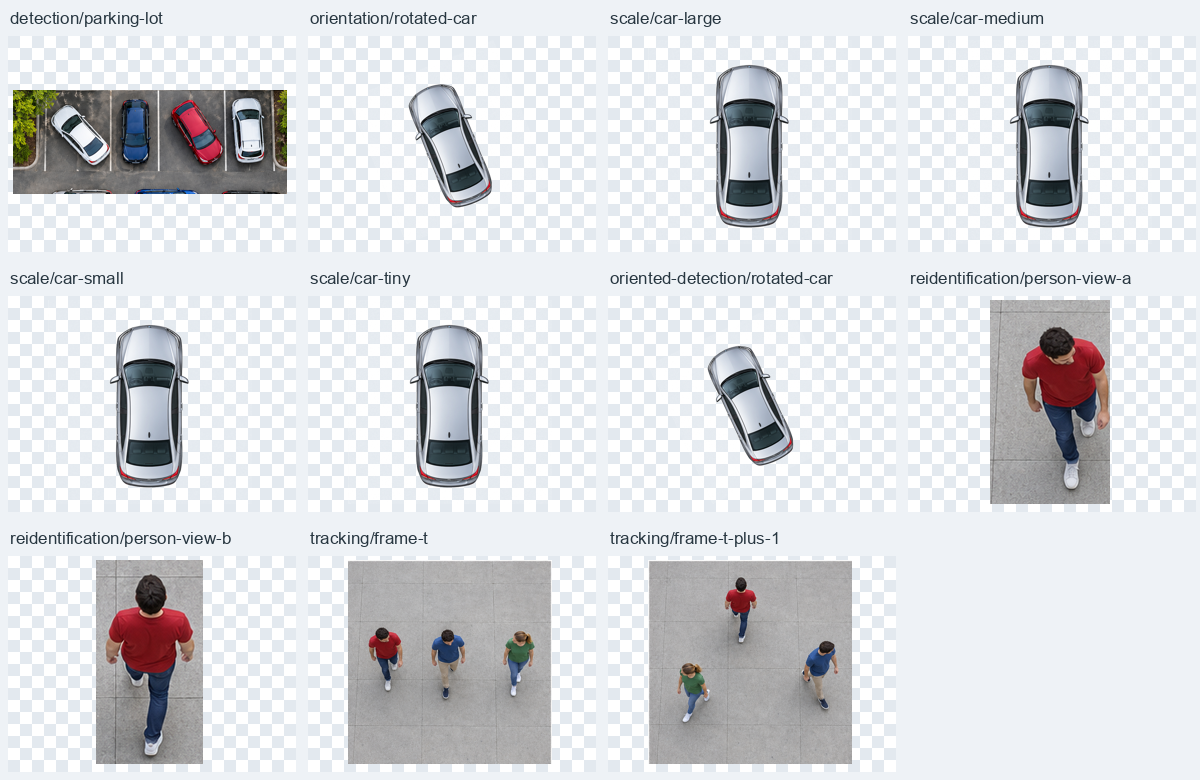 detection/parking-lot
orientation/rotated-car
scale/car-large
scale/car-medium
scale/car-small
scale/car-tiny
oriented-detection/rotated-car
reidentification/person-view-a
reidentification/person-view-b
tracking/frame-t
tracking/frame-t-plus-1